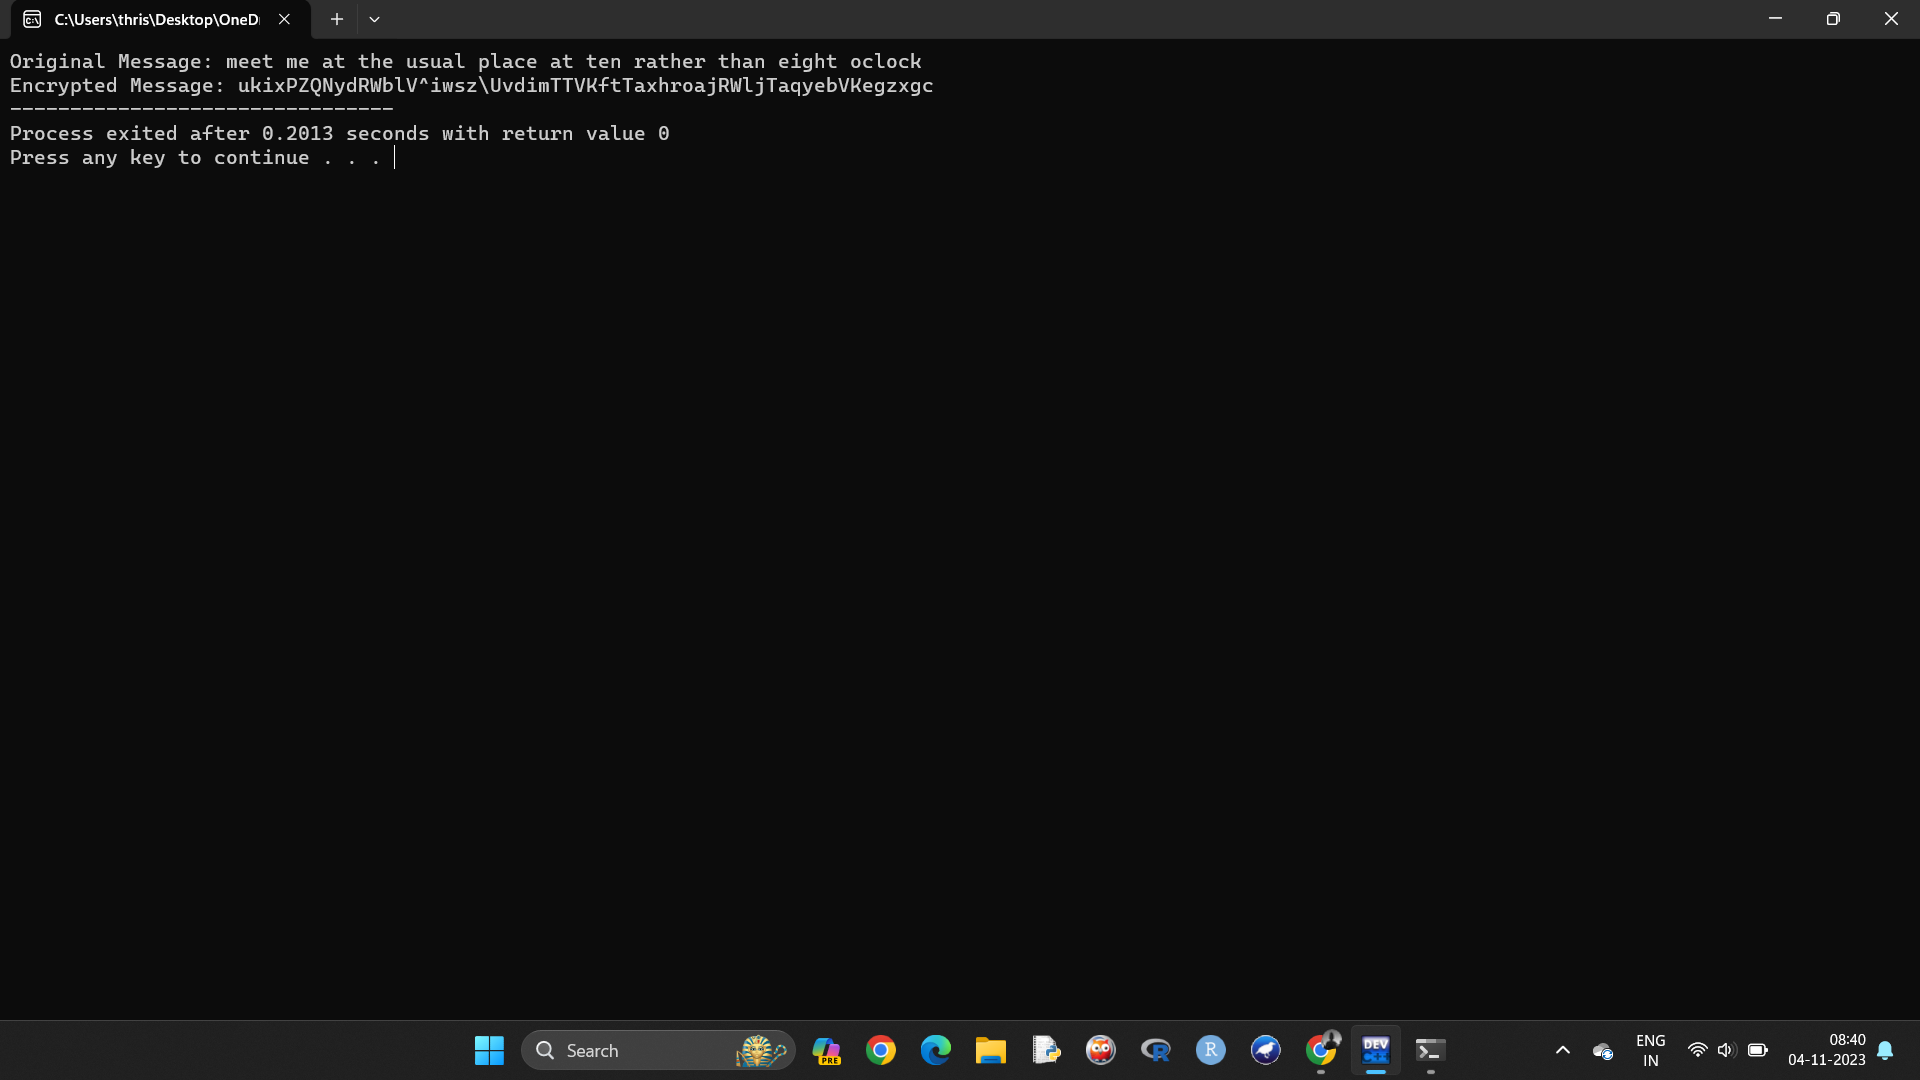 C:\Users\thris\Desktop\OneD
Original Message: meet me at the usual place at ten rather than eight oclock
Encrypted Message: ukixPZQNydRWblV^iwsz\UvdimTTVKftTaxhroajRWljTaqyebVKegzxgc
--------------------------------
Process exited after 0.2013 seconds with return value 0
Press any key to continue . . .
Search
PRE
R
R
DEV
C++
ENG
IN
08:40
04-11-2023